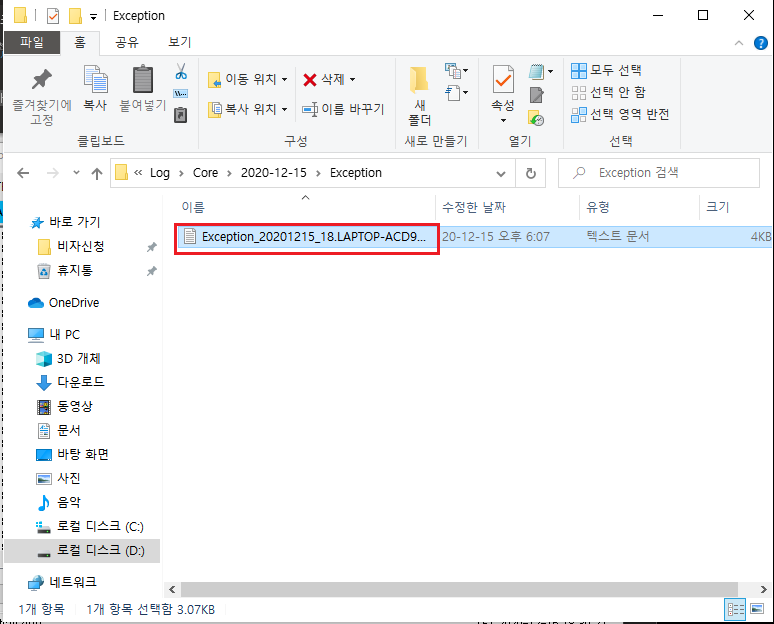 Exception
파일 홈 공유 보기
즐겨찾기에 고정
복사
붙여넣기
클립보드
이동 위치
복사 위치
삭제
이름 바꾸기
구성
새 폴더
새로 만들기
속성
열기
모두 선택
선택 안 함
선택 영역 반전
선택
« Log › Core › 2020-12-15 › Exception
Exception 검색
이름 수정한 날짜 유형 크기
Exception_20201215_18.LAPTOP-ACD9... 20-12-15 오후 6:07 텍스트 문서 4KB
바로 가기
비자신청
휴지통
OneDrive
내 PC
3D 개체
다운로드
동영상
문서
바탕 화면
사진
음악
로컬 디스크 (C:)
로컬 디스크 (D:)
네트워크
1개 항목 1개 항목 선택함 3.07KB